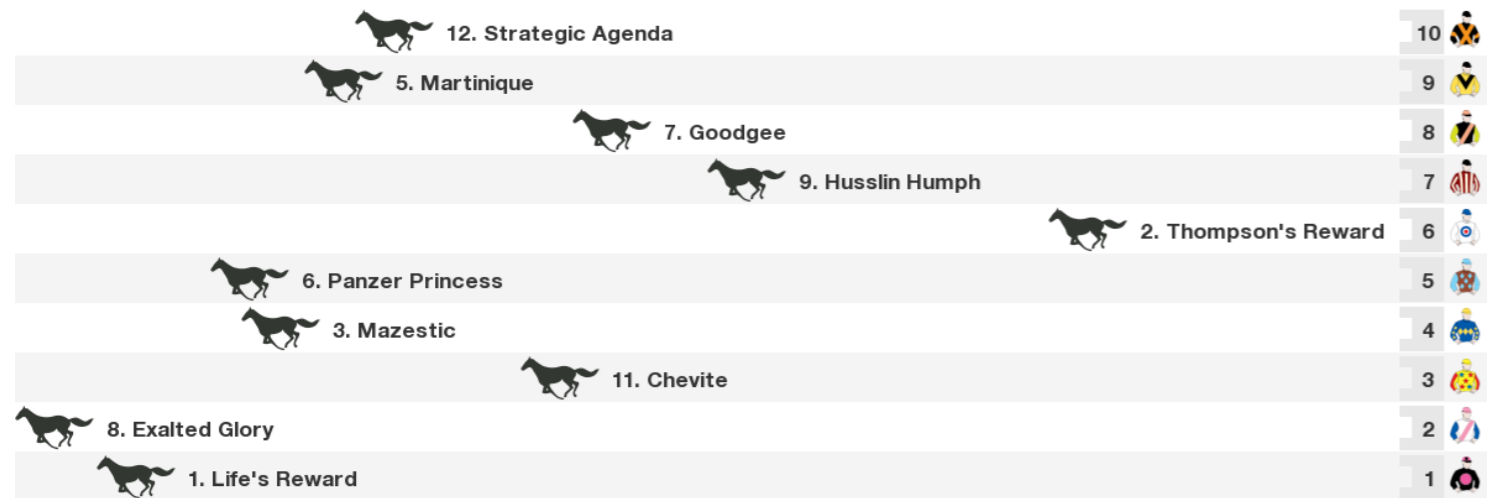 12. Strategic Agenda 10
5. Martinique 9
7. Goodgee 8
9. Husslin Humph 7
2. Thompson's Reward 6
6. Panzer Princess 5
3. Mazestic 4
11. Chevite 3
8. Exalted Glory 2
1. Life's Reward 1